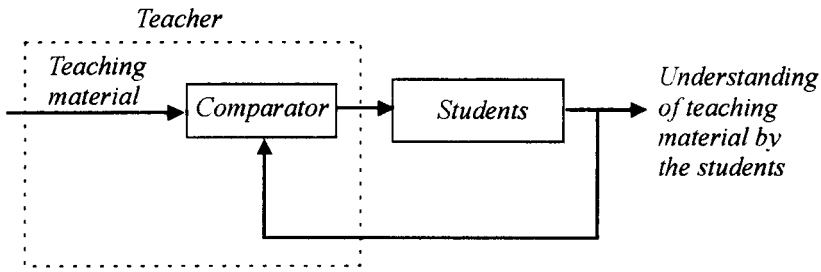 Teacher
Teaching
material
Comparator
Students
Understanding
of teaching
material by
the students